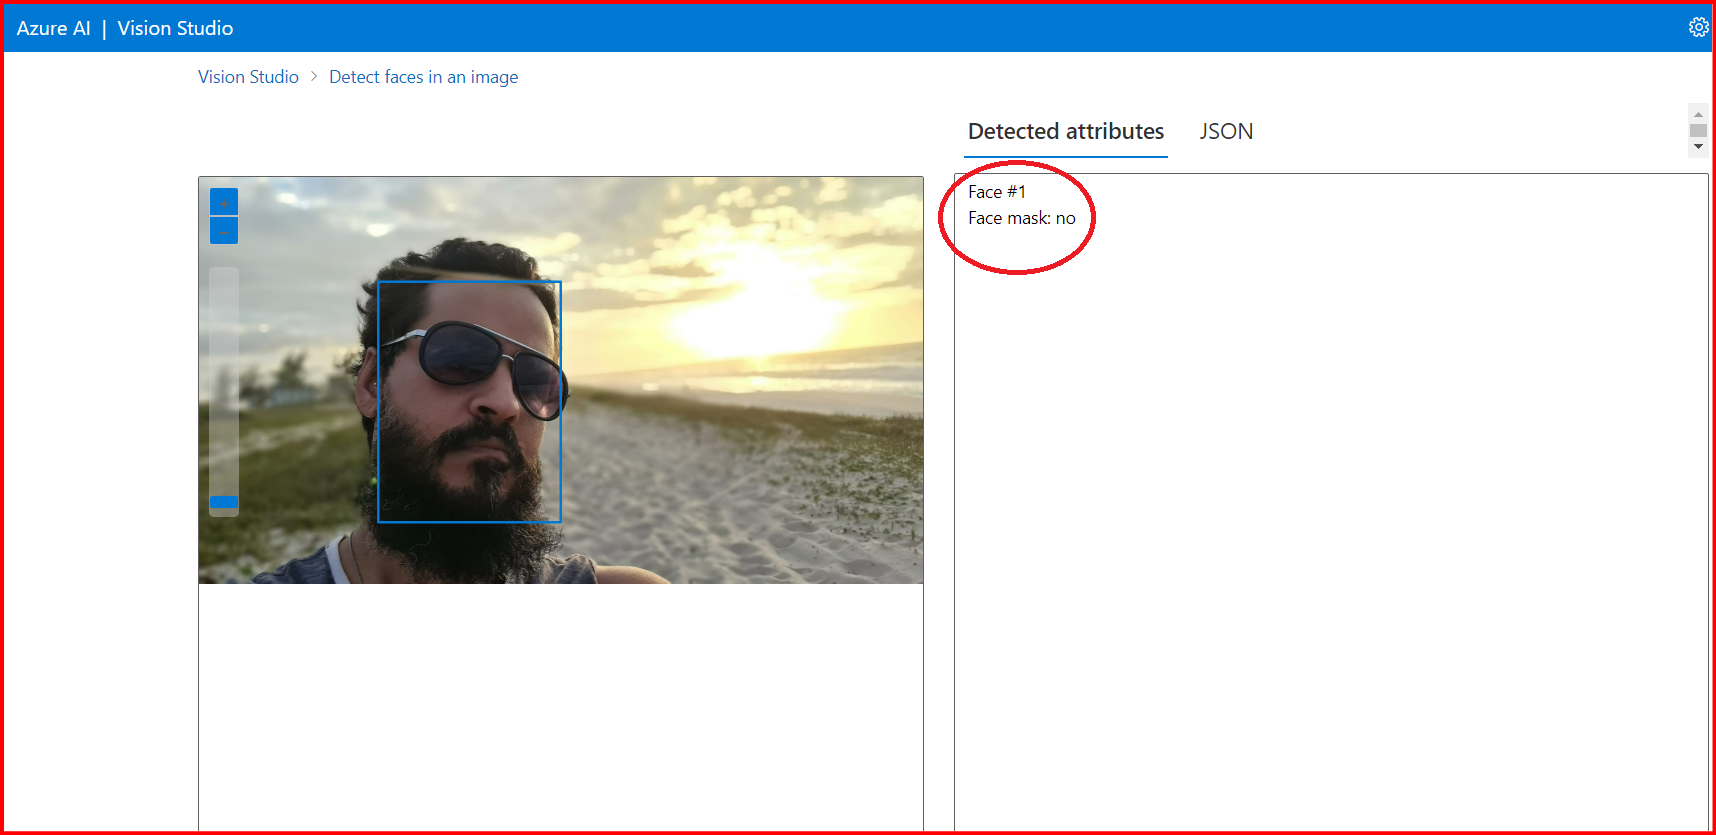 Azure AI | Vision Studio
Vision Studio > Detect faces in an image
Detected attributes JSON
Face #1
Face mask: no
+
−